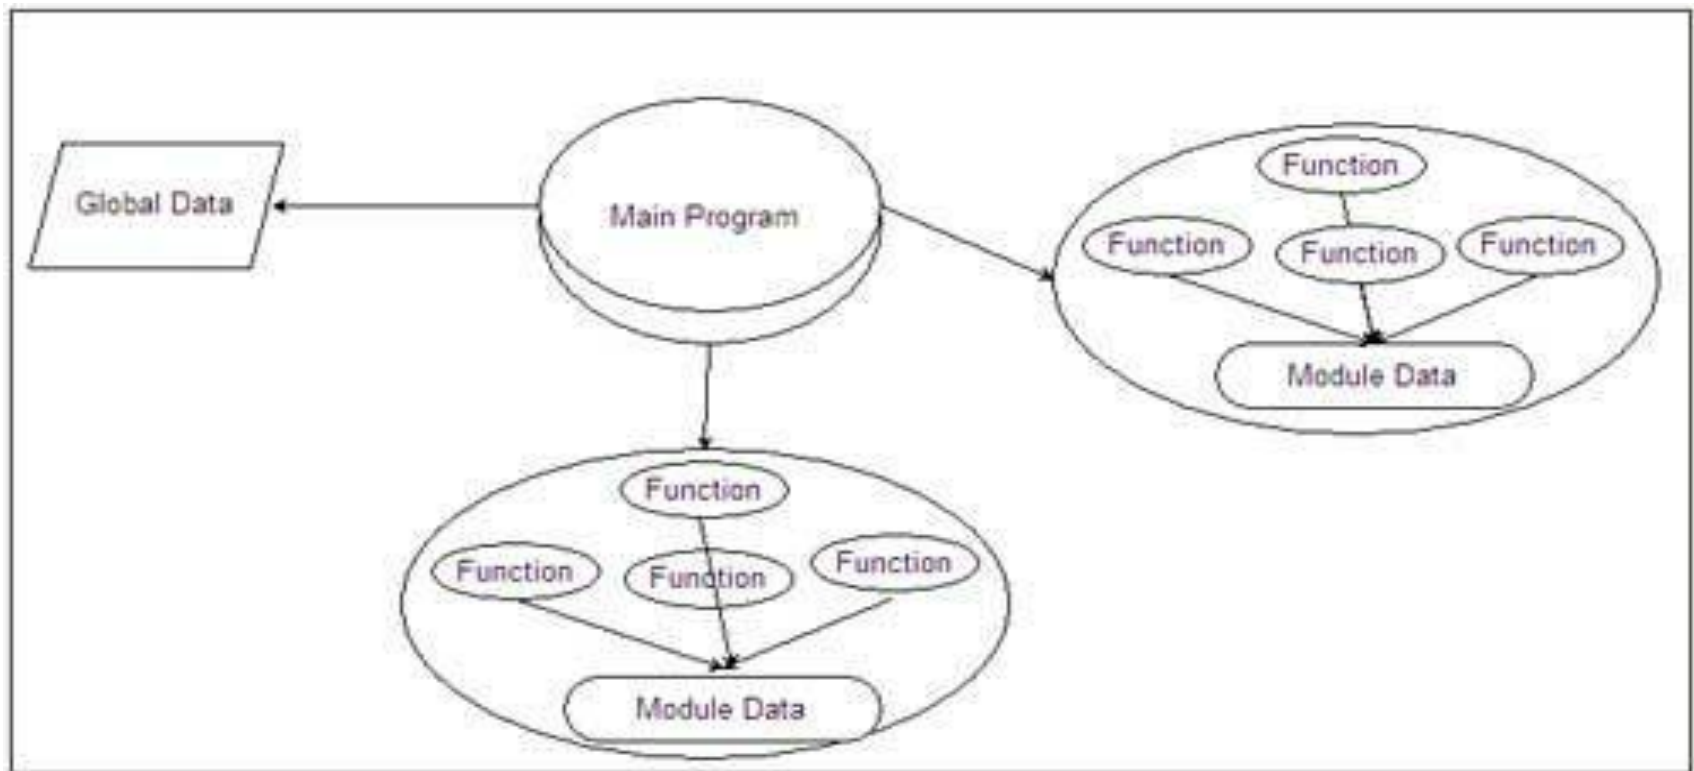 Global Data
Main Program
Function
Function
Function
Function
Module Data
Function
Function
Function
Function
Module Data